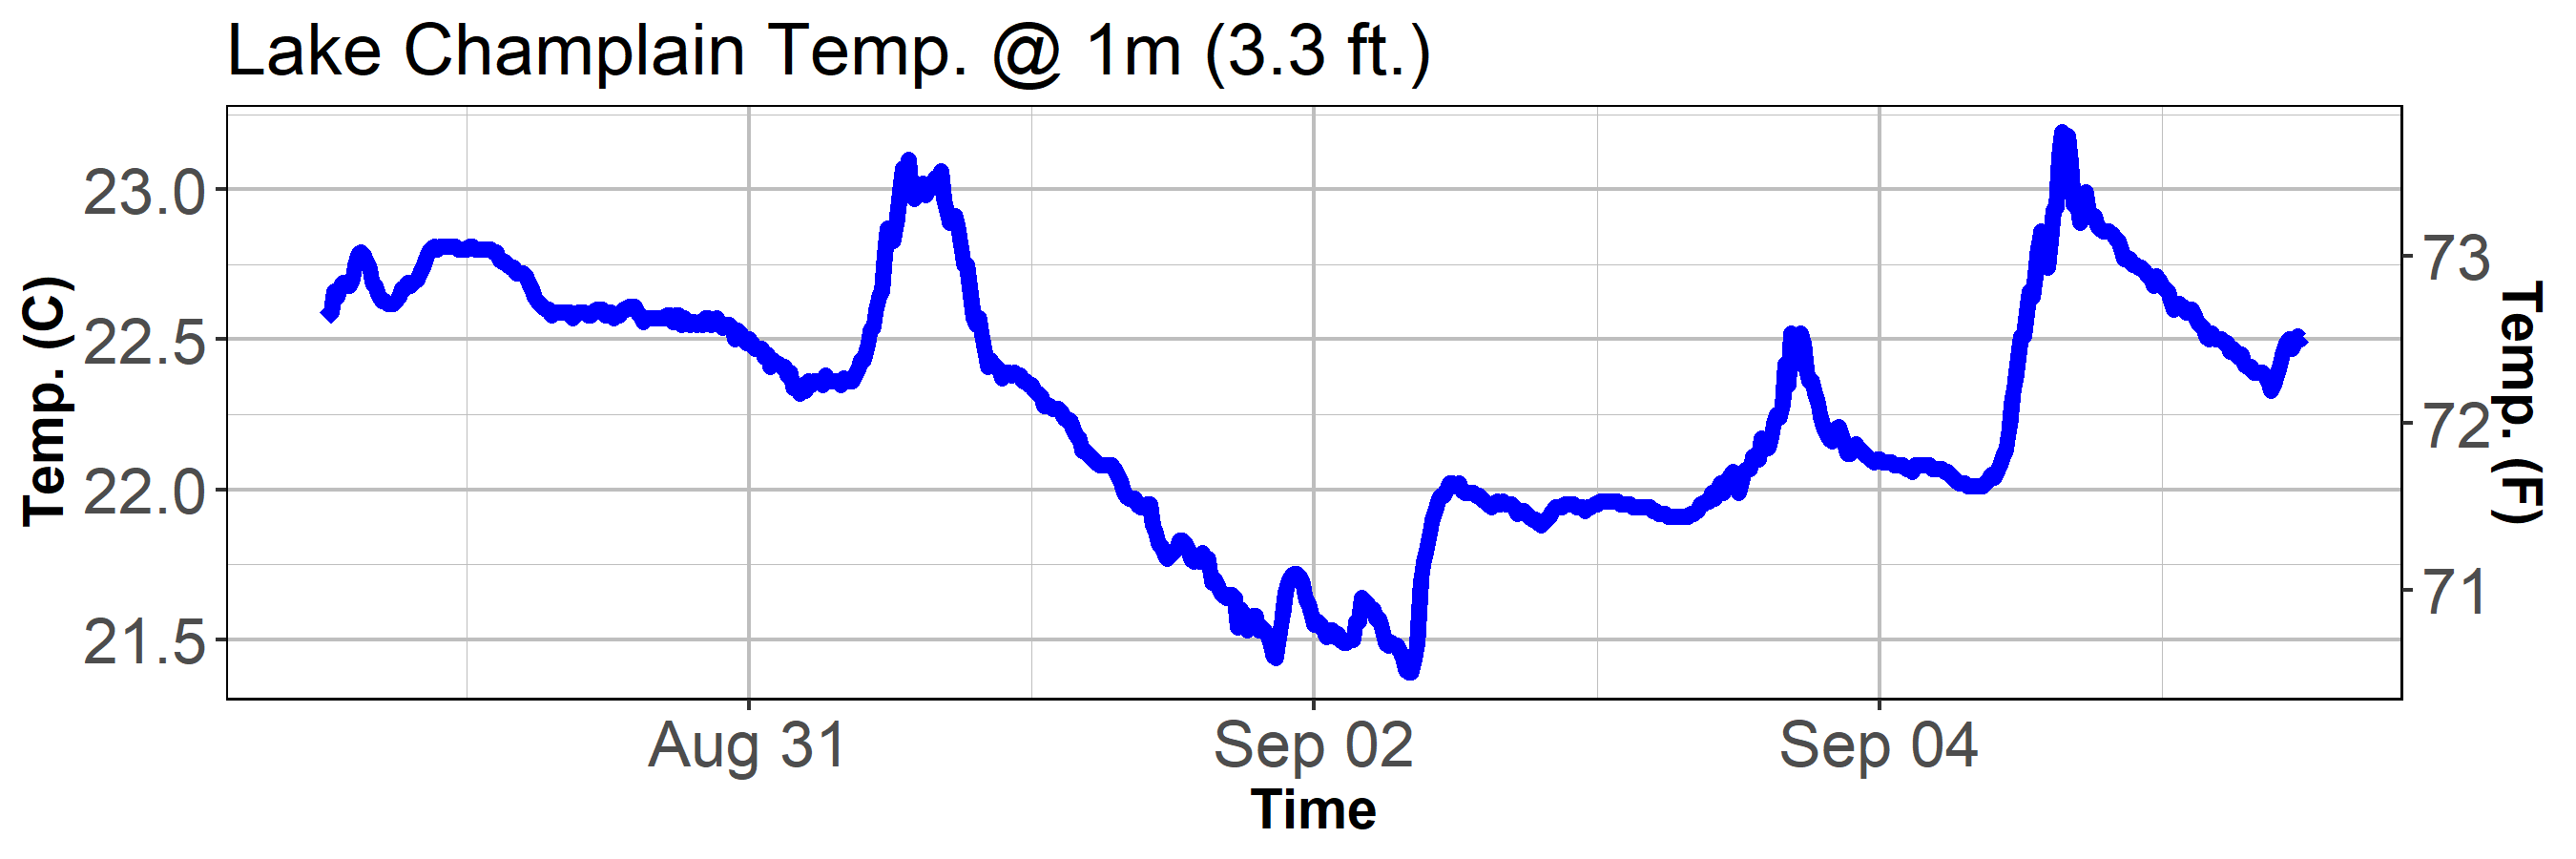 Lake Champlain Temp. @ 1m (3.3 ft.)
Temp. (C)
23.0
22.5
22.0
21.5
73
72
71
Temp. (F)
Aug 31
Sep 02
Sep 04
Time